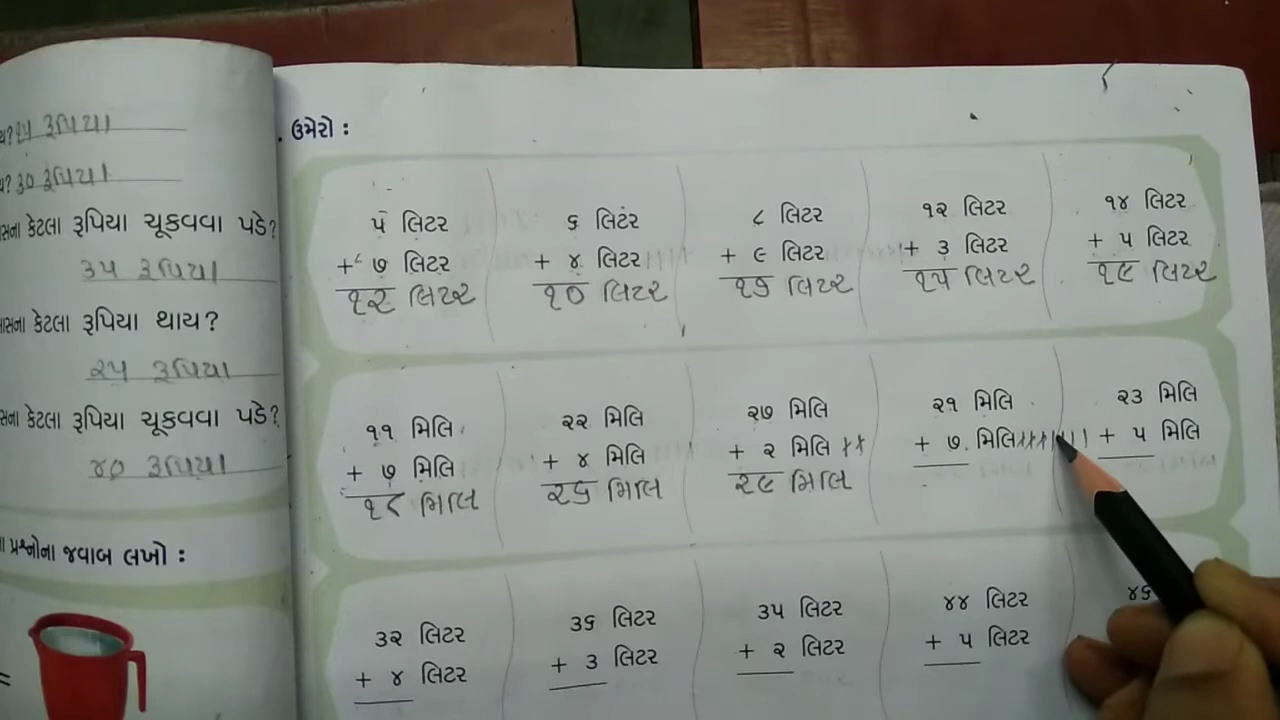 ય? ૨૫ રૂપિયા
ય? ૩૦ રૂપિયા
કેટલા રૂપિયા ચૂકવવા પડે?
૩૫ રૂપિયા
કેટલા રૂપિયા થાય?
૨૫ રૂપિયા
કેટલા રૂપિયા ચૂકવવા પડે?
૪૦ રૂપિયા
પ્રશ્નોના જવાબ લખો :
=
. ઉમેરો :
૫ લિટર ૬ લિટર ૮ લિટર ૧૨ લિટર ૧૪ લિટર
+ ૭ લિટર + ૪ લિટર + ૯ લિટર + ૩ લિટર + ૫ લિટર
૧૨ લિટર ૧૦ લિટર ૧૭ લિટર ૧૫ લિટર ૧૯ લિટર
૧૧ મિલિ ૨૨ મિલિ ૨૭ મિલિ ૨૧ મિલિ ૨૩ મિલિ
+ ૭ મિલિ + ૪ મિલિ + ૨ મિલિ + ૭ મિલિ + ૫ મિલિ
૧૮ મિલિ ૨૬ મિલિ ૨૯ મિલિ
૩૨ લિટર ૩૬ લિટર ૩૫ લિટર ૪૪ લિટર ૪૬
+ ૪ લિટર + ૩ લિટર + ૨ લિટર + ૫ લિટર